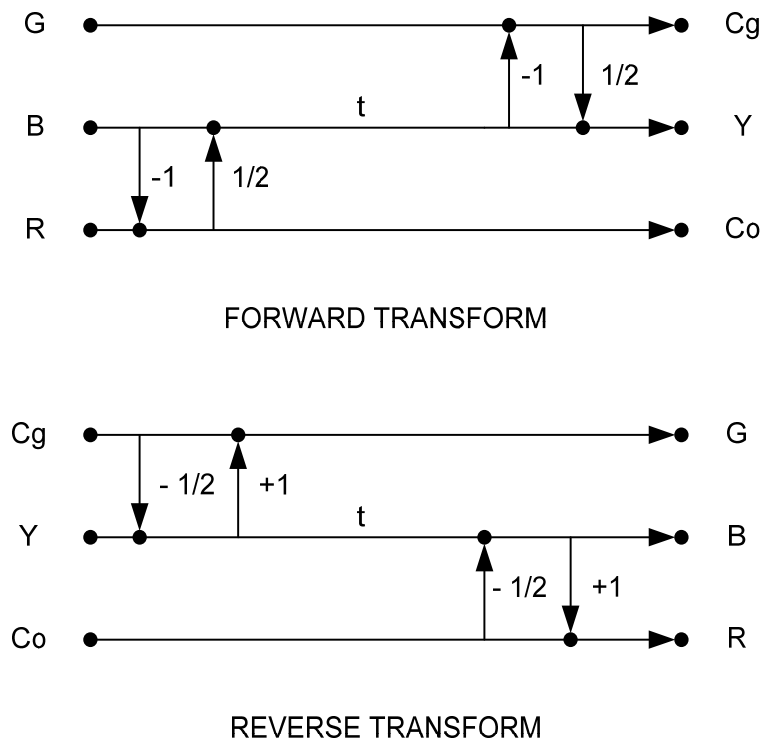 G Cg
-1 1/2
t
B Y
-1 1/2
R Co
FORWARD TRANSFORM
Cg G
- 1/2 +1
t
Y B
- 1/2 +1
Co R
REVERSE TRANSFORM